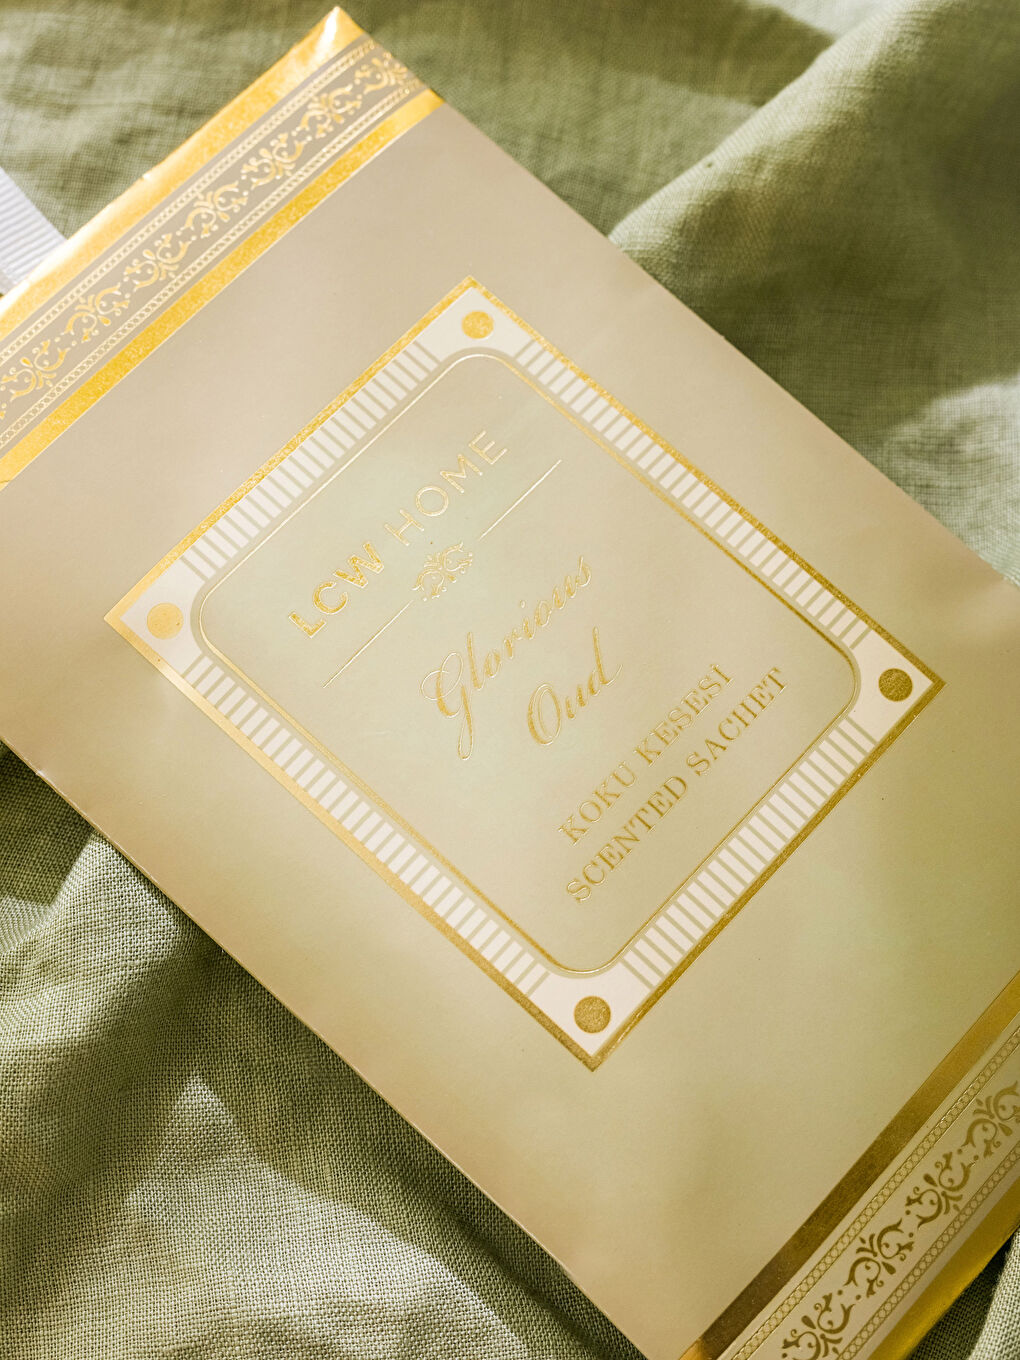 LCW HOME
Glorious
Oud
KOKU KESESİ
SCENTED SACHET